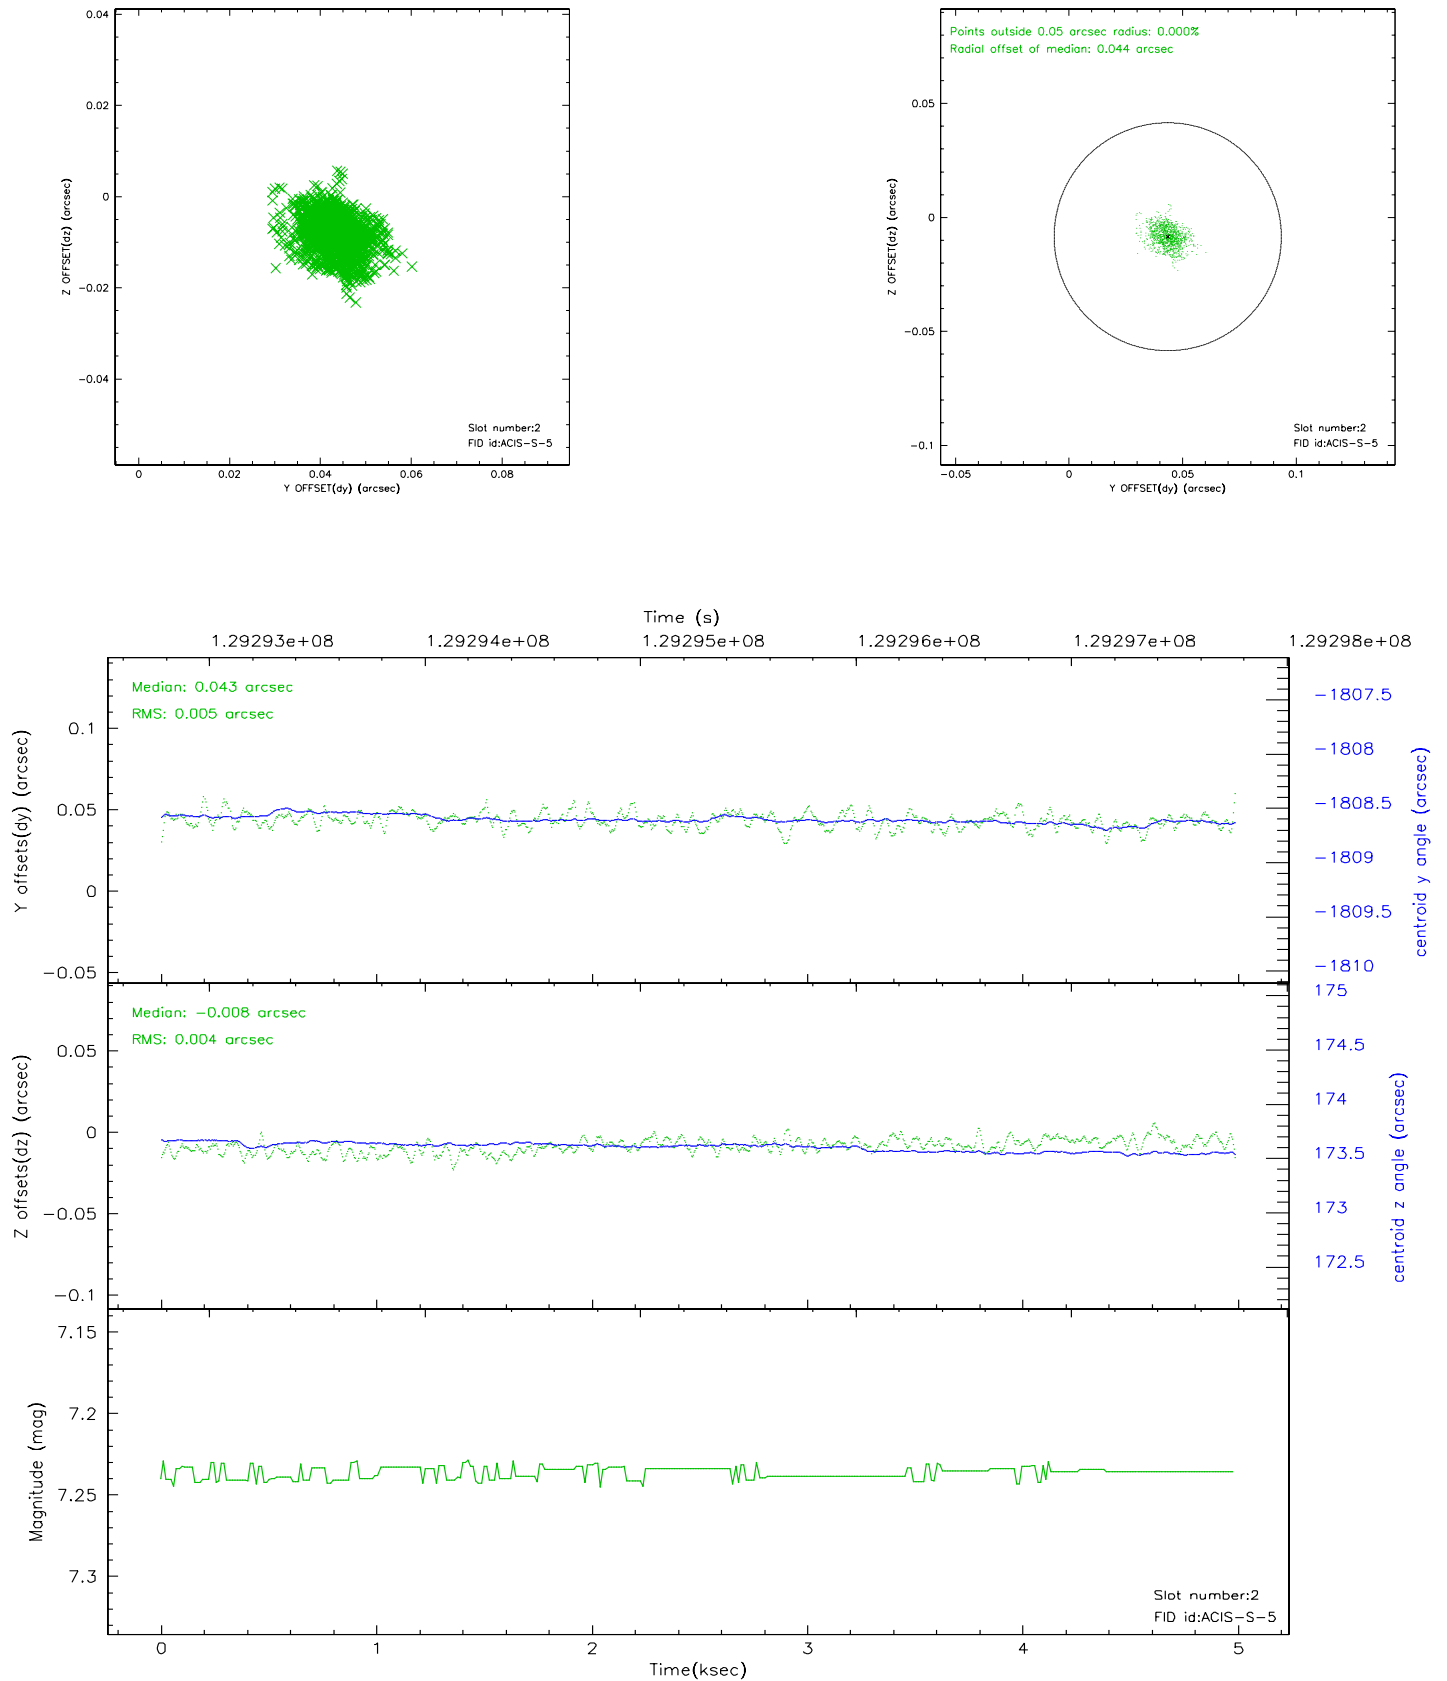 0.04
0.02
0
−0.02
−0.04
Z OFFSET(dz) (arcsec)
Slot number:2
FID id:ACIS−S−5
0 0.02 0.04 0.06 0.08
Y OFFSET(dy) (arcsec)
Points outside 0.05 arcsec radius: 0.000%
Radial offset of median: 0.044 arcsec
0.05
0
−0.05
−0.1
Z OFFSET(dz) (arcsec)
Slot number:2
FID id:ACIS−S−5
−0.05 0 0.05 0.1
Y OFFSET(dy) (arcsec)
Time (s)
1.29293e+08 1.29294e+08 1.29295e+08 1.29296e+08 1.29297e+08 1.29298e+08
Median: 0.043 arcsec
RMS: 0.005 arcsec
0.1
0.05
0
−0.05
Y offsets(dy) (arcsec)
−1807.5
−1808
−1808.5
−1809
−1809.5
−1810
centroid y angle (arcsec)
Median: −0.008 arcsec
RMS: 0.004 arcsec
0.05
0
−0.05
−0.1
Z offsets(dz) (arcsec)
175
174.5
174
173.5
173
172.5
centroid z angle (arcsec)
7.15
7.2
7.25
7.3
Magnitude (mag)
Slot number:2
FID id:ACIS−S−5
0 1 2 3 4 5
Time(ksec)